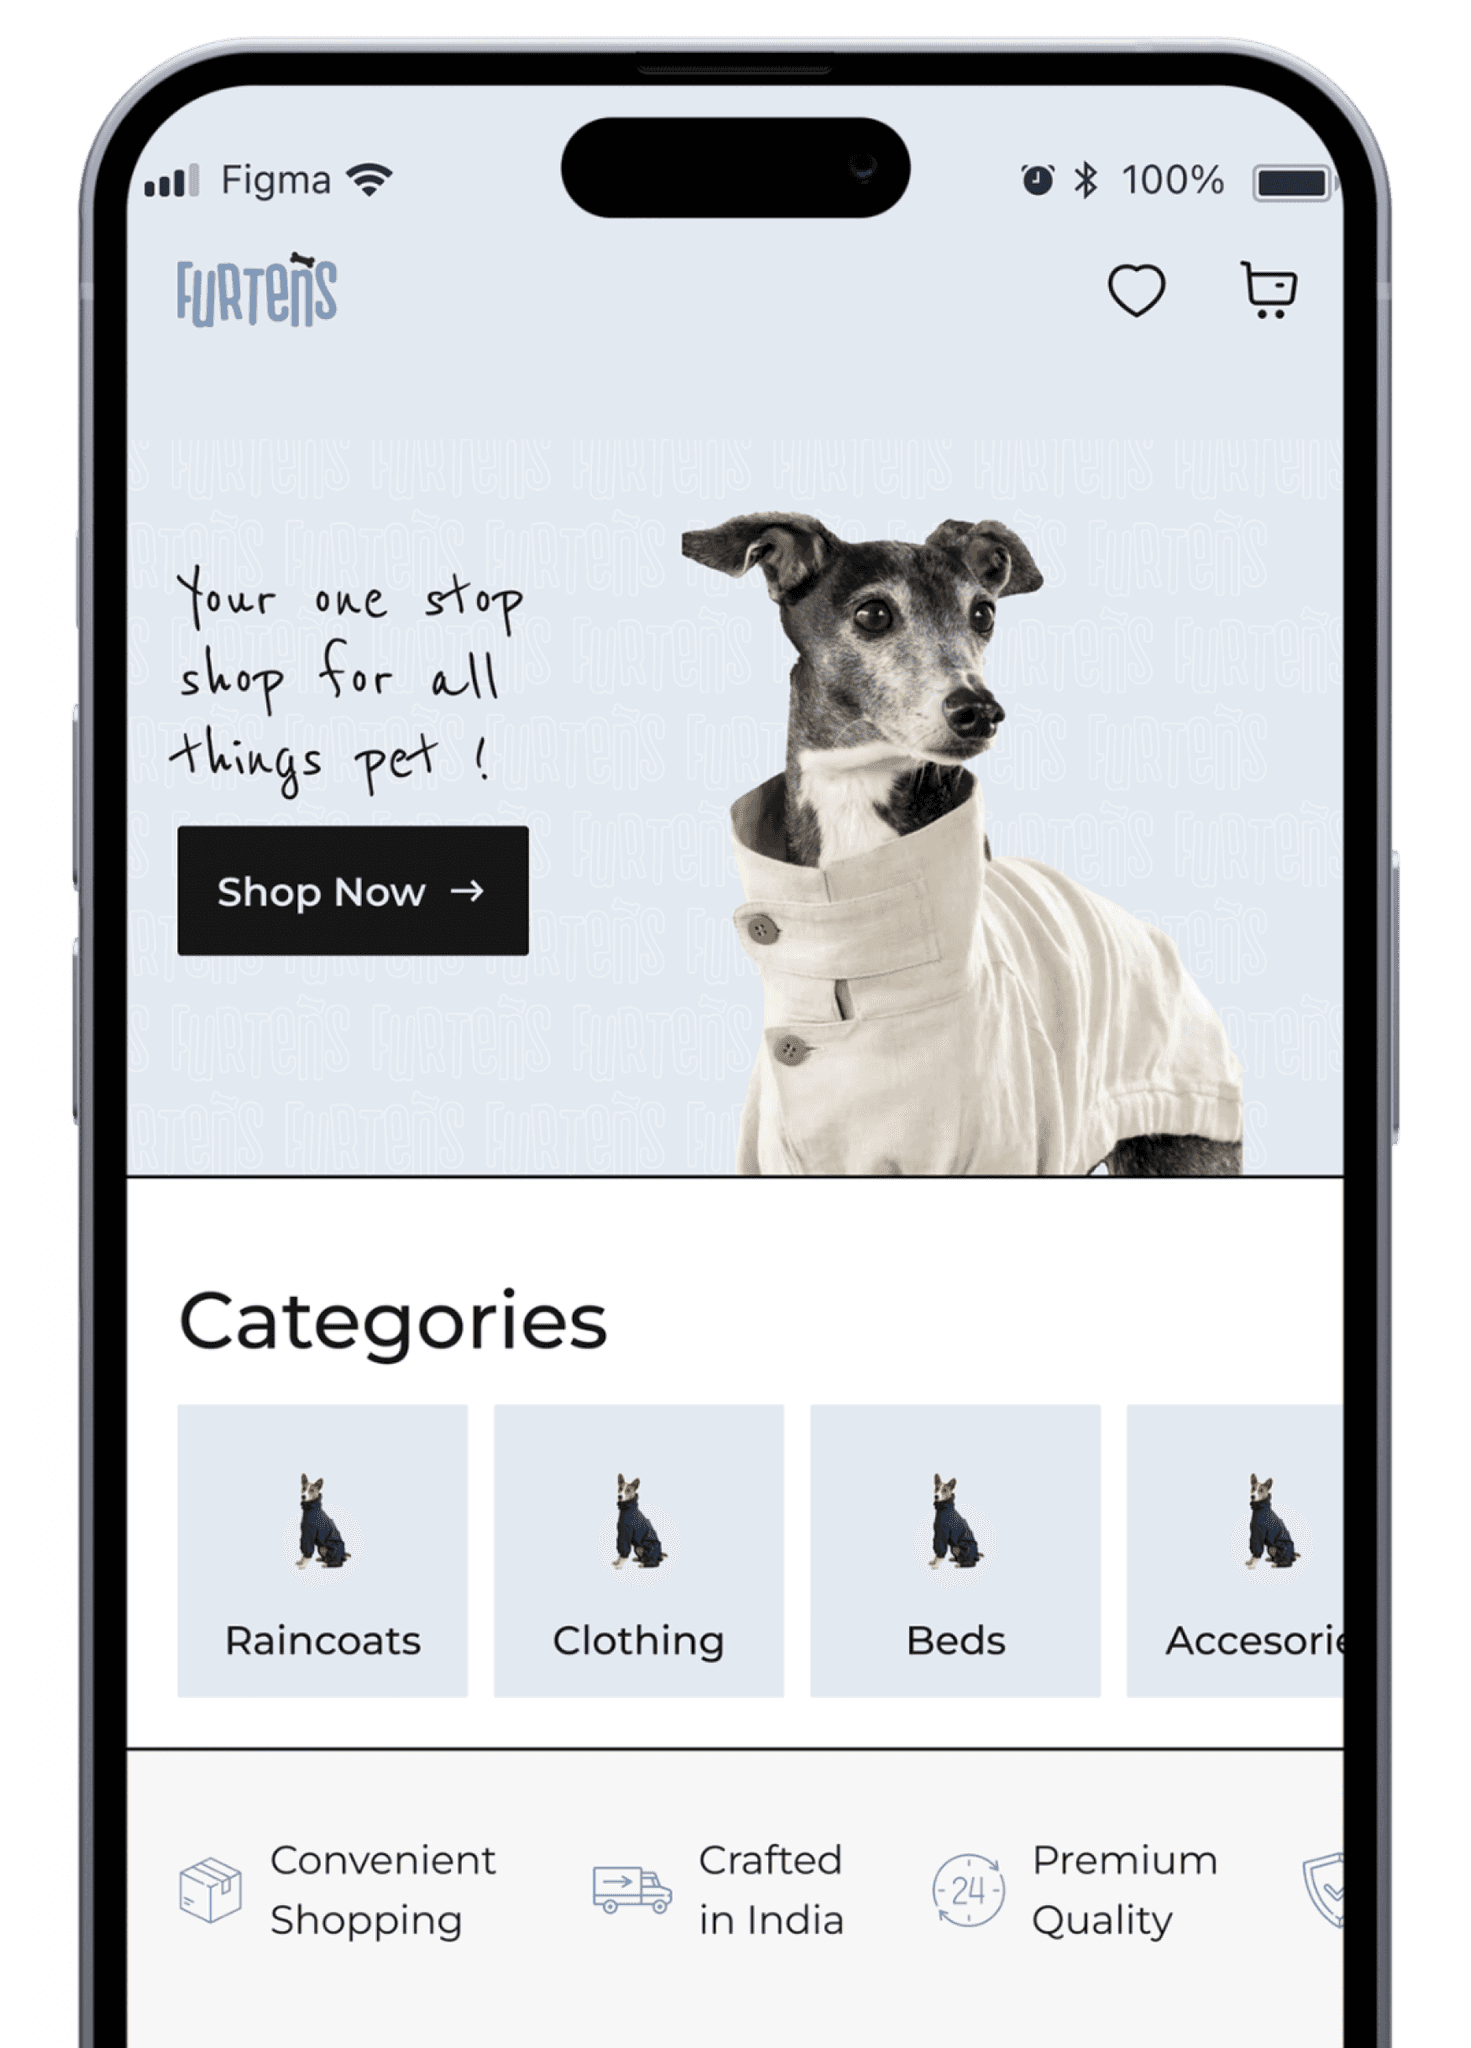 Figma 100%
FURTENS
Your one stop
shop for all
things pet !
Shop Now →
Categories
Raincoats Clothing Beds Accesorie
Convenient Crafted Premium
Shopping in India 24 Quality